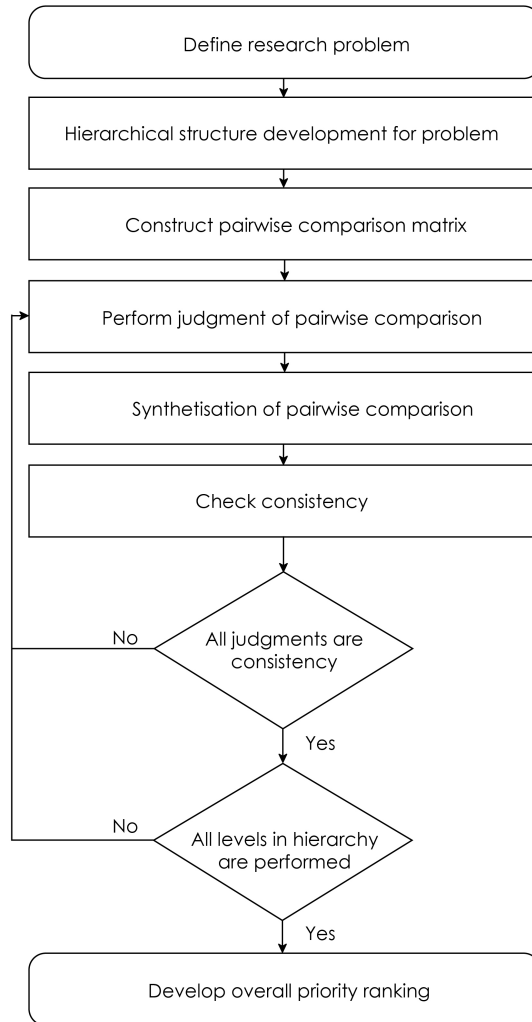 Define research problem
Hierarchical structure development for problem
Construct pairwise comparison matrix
Perform judgment of pairwise comparison
Synthetisation of pairwise comparison
Check consistency
No
All judgments are
consistency
Yes
No
All levels in hierarchy
are performed
Yes
Develop overall priority ranking